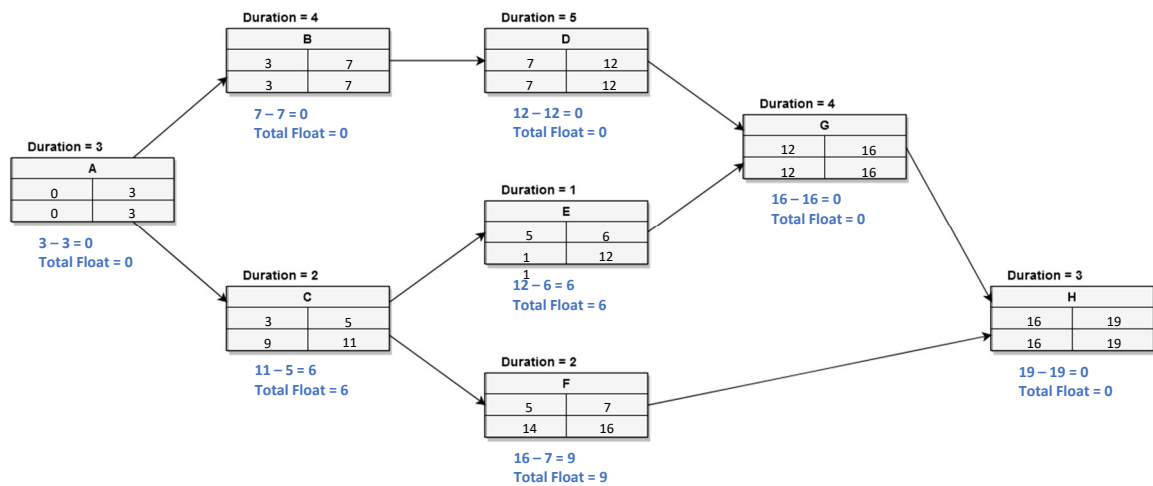 Duration = 4
B
3 7
3 7
7 – 7 = 0
Total Float = 0
Duration = 5
D
7 12
7 12
12 – 12 = 0
Total Float = 0
Duration = 4
G
12 16
12 16
16 – 16 = 0
Total Float = 0
Duration = 3
A
0 3
0 3
3 – 3 = 0
Total Float = 0
Duration = 1
E
5 6
1 12
1
12 – 6 = 6
Total Float = 6
Duration = 2
C
3 5
9 11
11 – 5 = 6
Total Float = 6
Duration = 3
H
16 19
16 19
19 – 19 = 0
Total Float = 0
Duration = 2
F
5 7
14 16
16 – 7 = 9
Total Float = 9